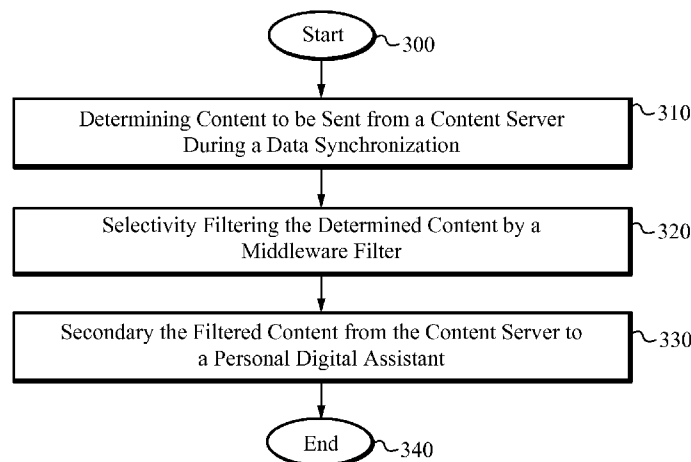 Start
300
Determining Content to be Sent from a Content Server
During a Data Synchronization
310
Selectivity Filtering the Determined Content by a
Middleware Filter
320
Secondary the Filtered Content from the Content Server to
a Personal Digital Assistant
330
End
340